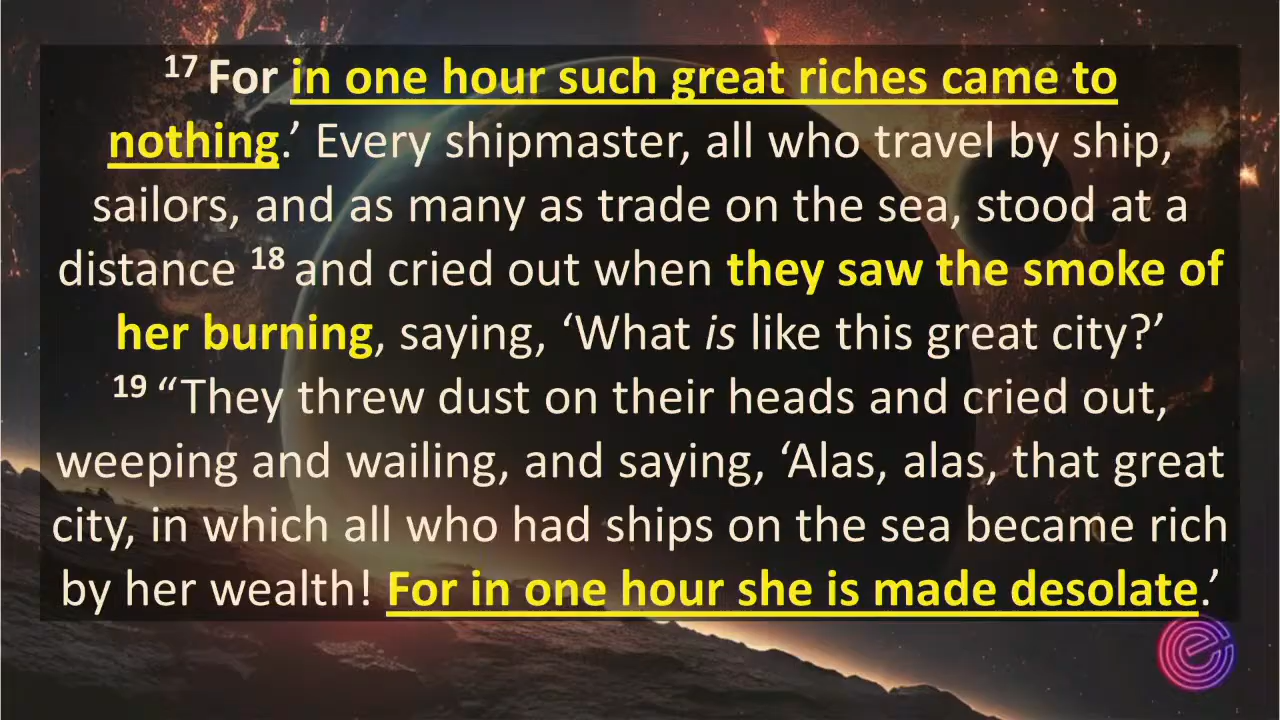 17 For in one hour such great riches came to
nothing.’ Every shipmaster, all who travel by ship,
sailors, and as many as trade on the sea, stood at a
distance 18 and cried out when they saw the smoke of
her burning, saying, ‘What is like this great city?’
19 “They threw dust on their heads and cried out,
weeping and wailing, and saying, ‘Alas, alas, that great
city, in which all who had ships on the sea became rich
by her wealth! For in one hour she is made desolate.’